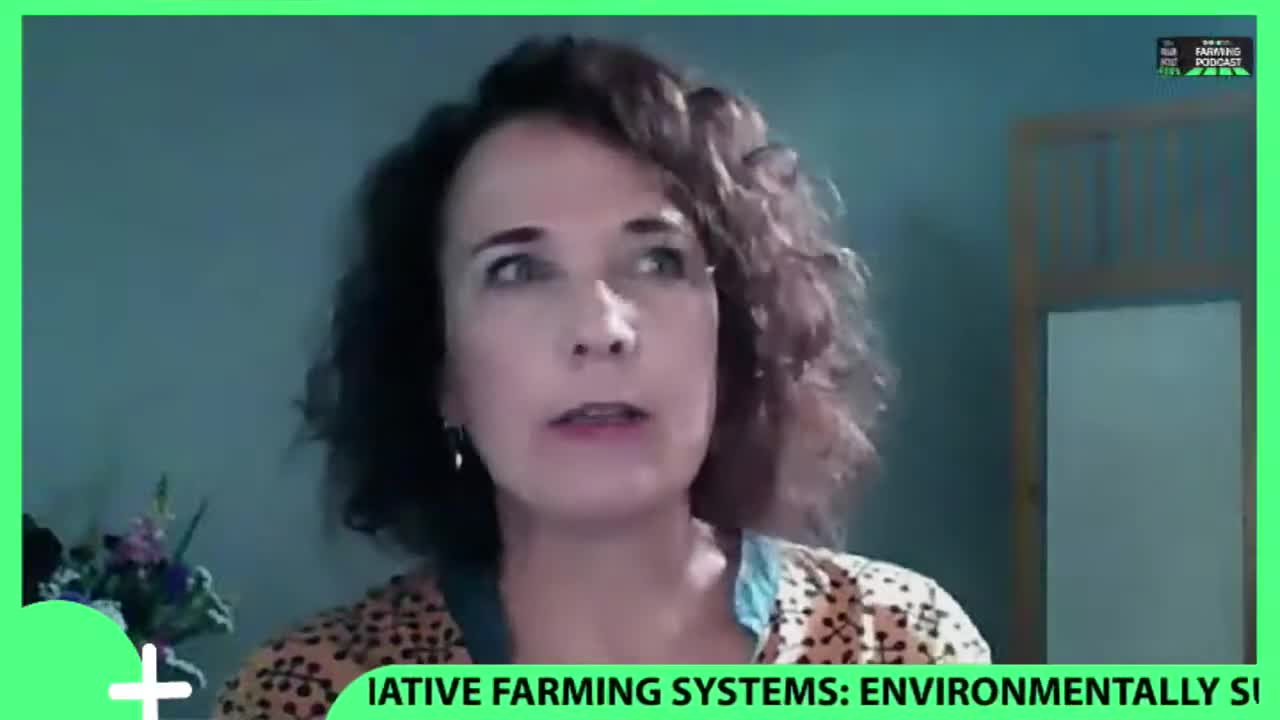 FARMING
PODCAST
IATIVE FARMING SYSTEMS: ENVIRONMENTALLY SU